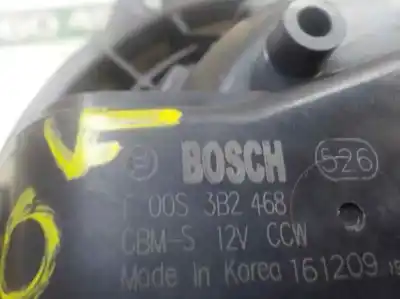 BOSCH 526
F 00S 3B2 468
CBM-S 12V CCW
Made in Korea 161209